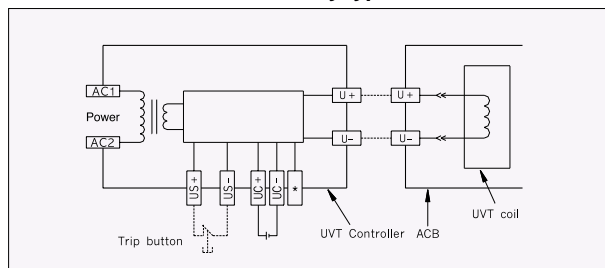 AC1
Power
AC2
U+
U-
U+
U-
US+
US-
UC+
UC-
*
Trip button
UVT Controller
ACB
UVT coil